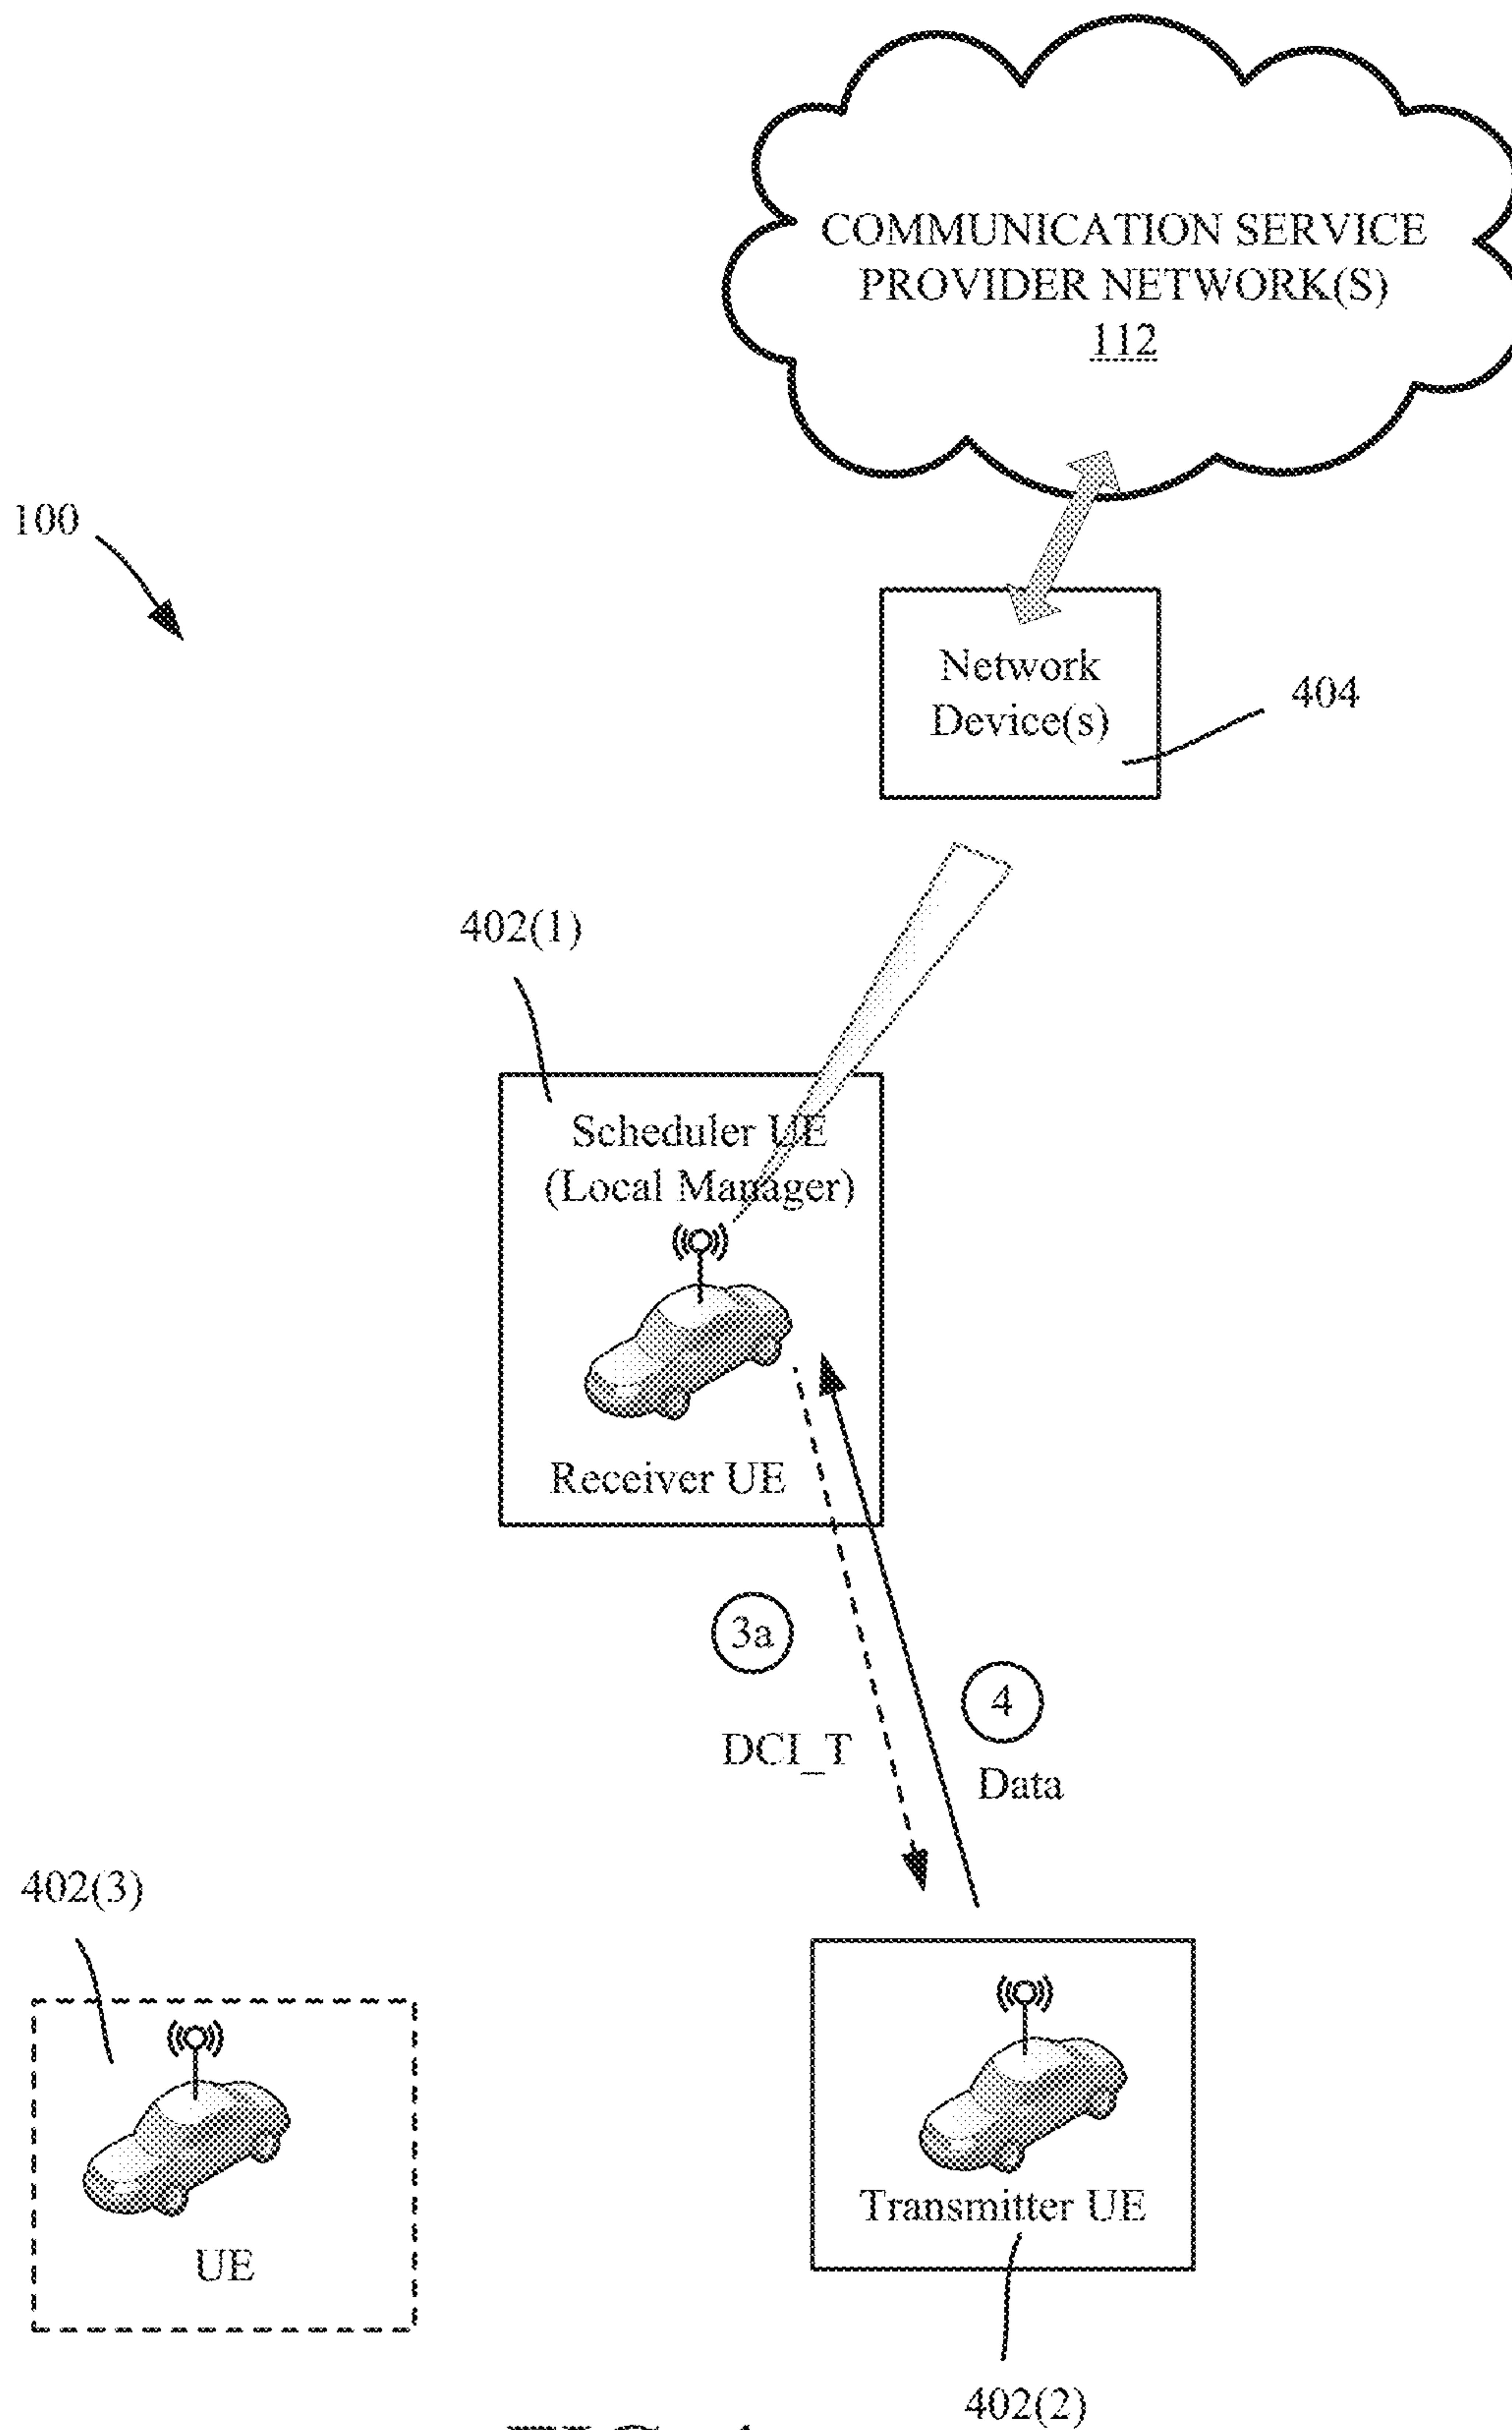 COMMUNICATION SERVICE
PROVIDER NETWORK(S)
112
100
Network
Device(s)
404
402(1)
Scheduler UE
(Local Manager)
Receiver UE
3a
4
DCI_T
Data
402(3)
UE
Transmitter UE
402(2)